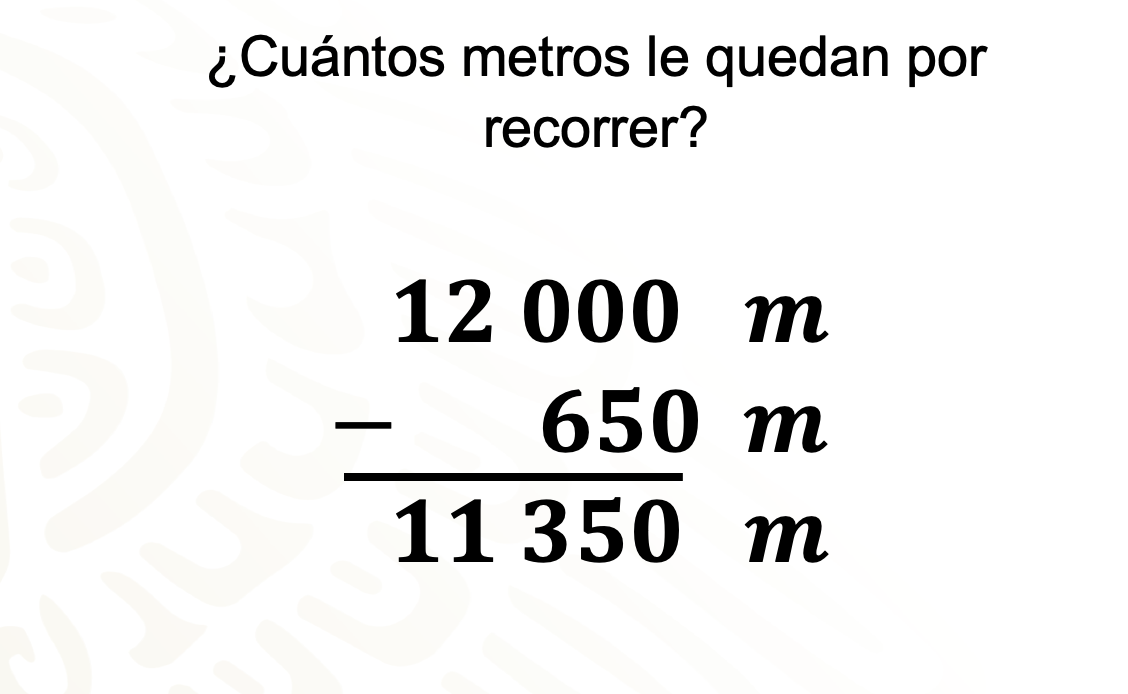 ¿Cuántos metros le quedan por
recorrer?
12 000 m
− 650 m
11 350 m